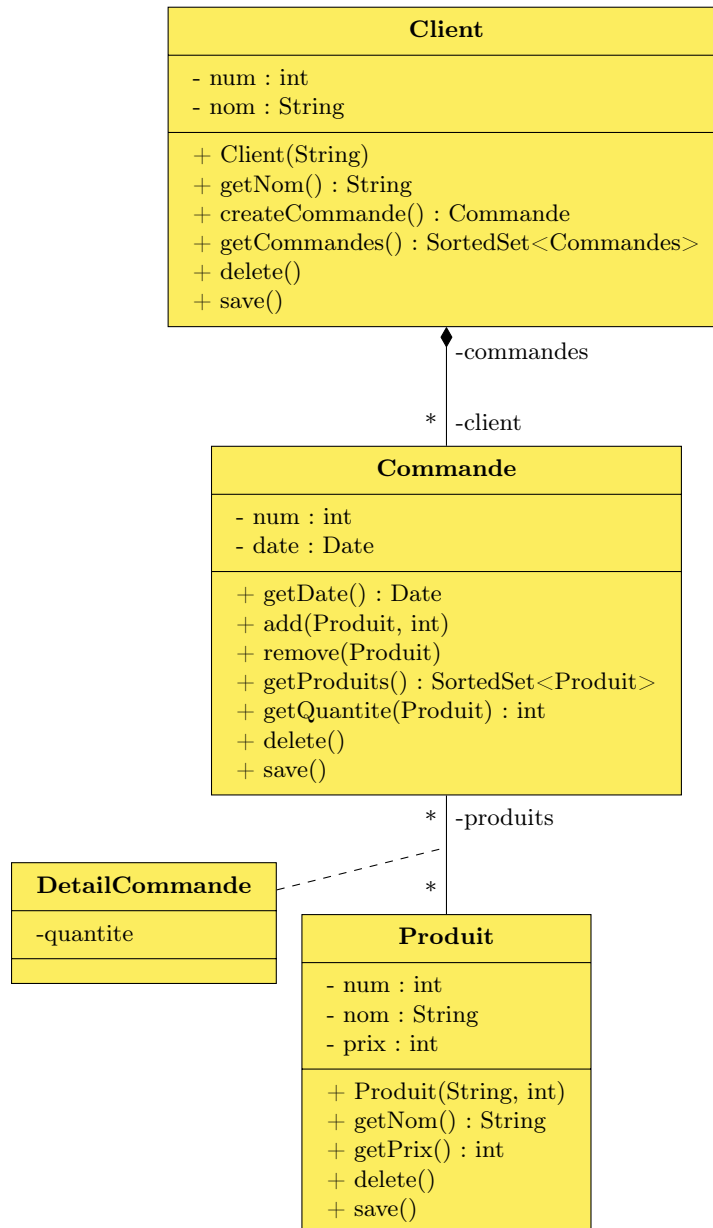 Client
- num : int
- nom : String
+ Client(String)
+ getNom() : String
+ createCommande() : Commande
+ getCommandes() : SortedSet<Commandes>
+ delete()
+ save()
-commandes
* -client
Commande
- num : int
- date : Date
+ getDate() : Date
+ add(Produit, int)
+ remove(Produit)
+ getProduits() : SortedSet<Produit>
+ getQuantite(Produit) : int
+ delete()
+ save()
* -produits
DetailCommande
-quantite
*
Produit
- num : int
- nom : String
- prix : int
+ Produit(String, int)
+ getNom() : String
+ getPrix() : int
+ delete()
+ save()